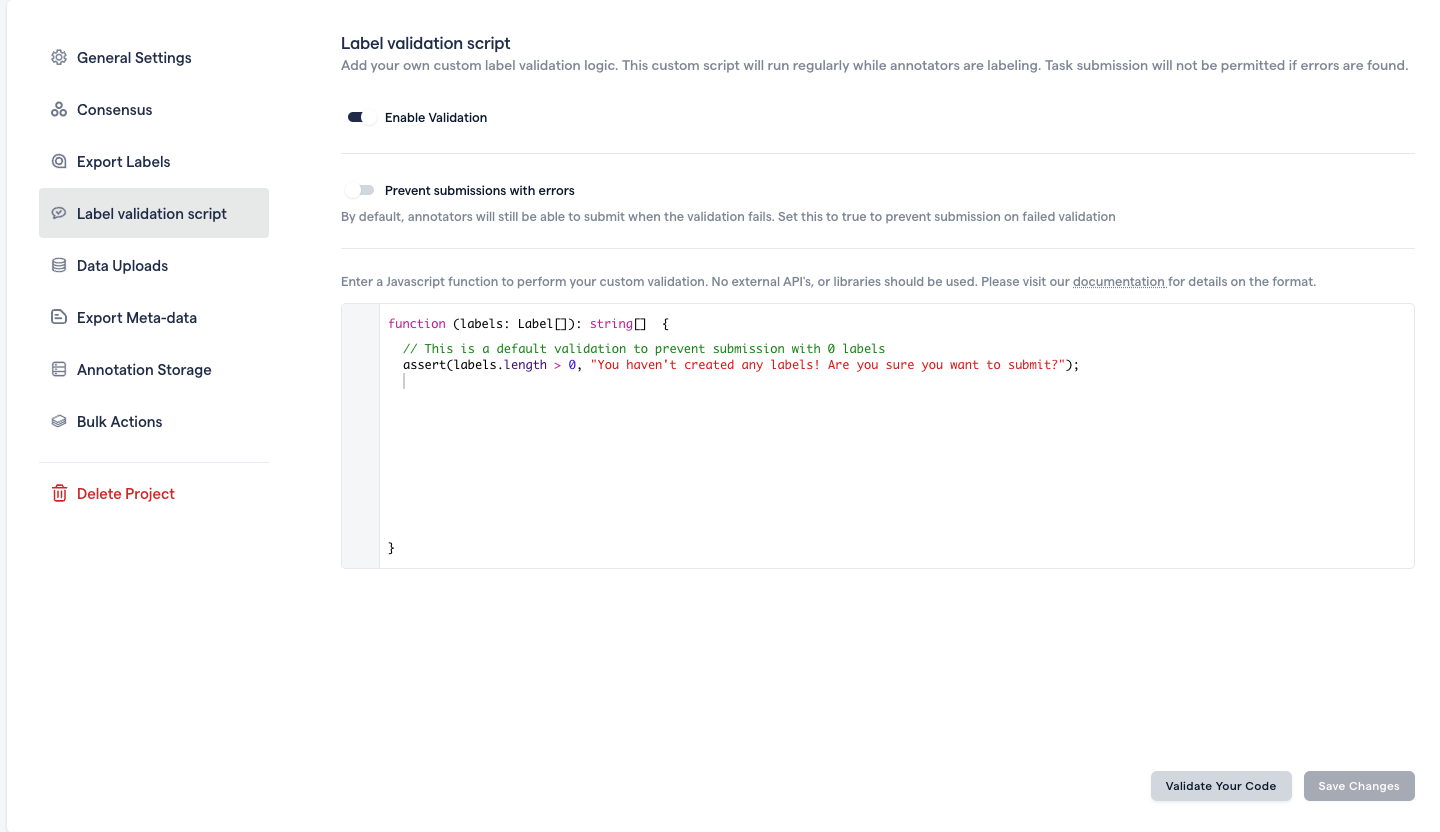 General Settings
Consensus
Export Labels
Label validation script
Data Uploads
Export Meta-data
Annotation Storage
Bulk Actions
Delete Project
Label validation script
Add your own custom label validation logic. This custom script will run regularly while annotators are labeling. Task submission will not be permitted if errors are found.
Enable Validation
Prevent submissions with errors
By default, annotators will still be able to submit when the validation fails. Set this to true to prevent submission on failed validation
Enter a Javascript function to perform your custom validation. No external API's, or libraries should be used. Please visit our documentation for details on the format.
function (labels: Label[]): string[]  {
  // This is a default validation to prevent submission with 0 labels
  assert(labels.length > 0, "You haven't created any labels! Are you sure you want to submit?");
}
Validate Your Code
Save Changes